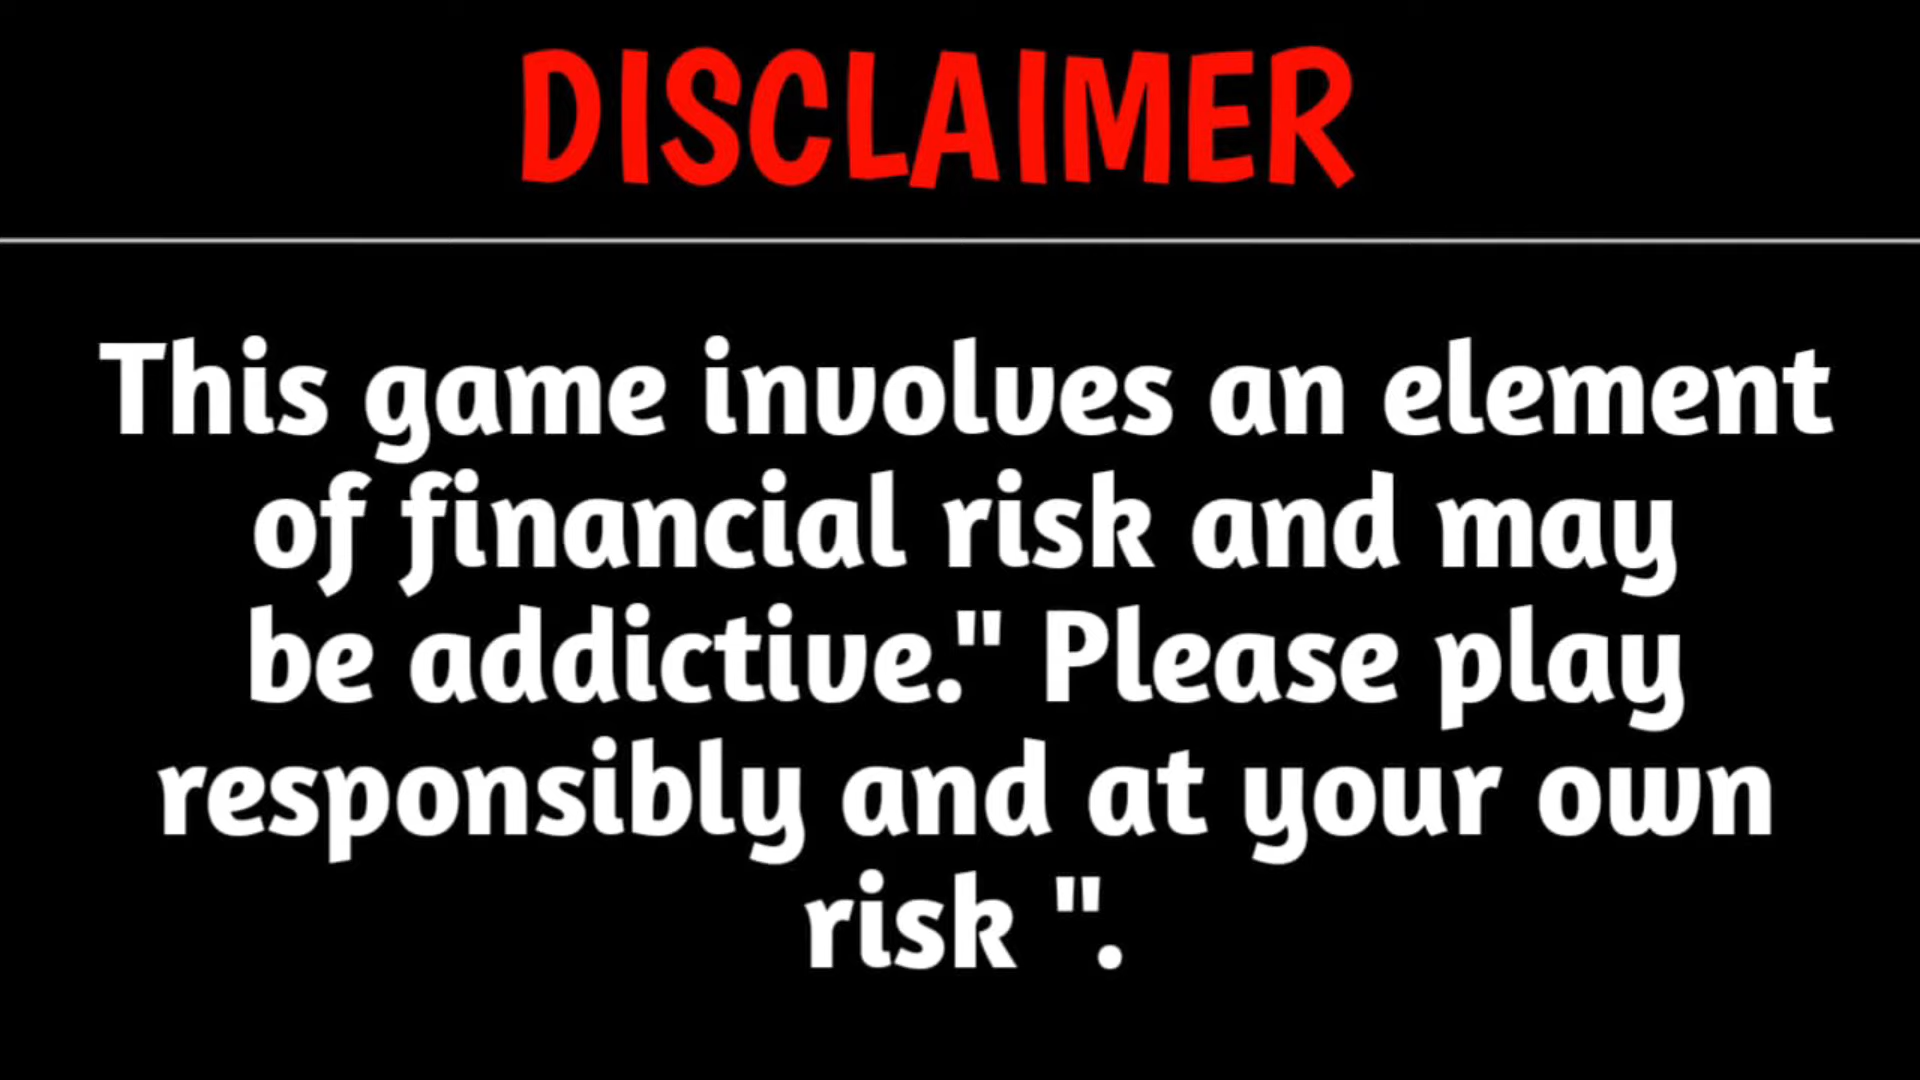 DISCLAIMER
This game involves an element
of financial risk and may
be addictive." Please play
responsibly and at your own
risk ".